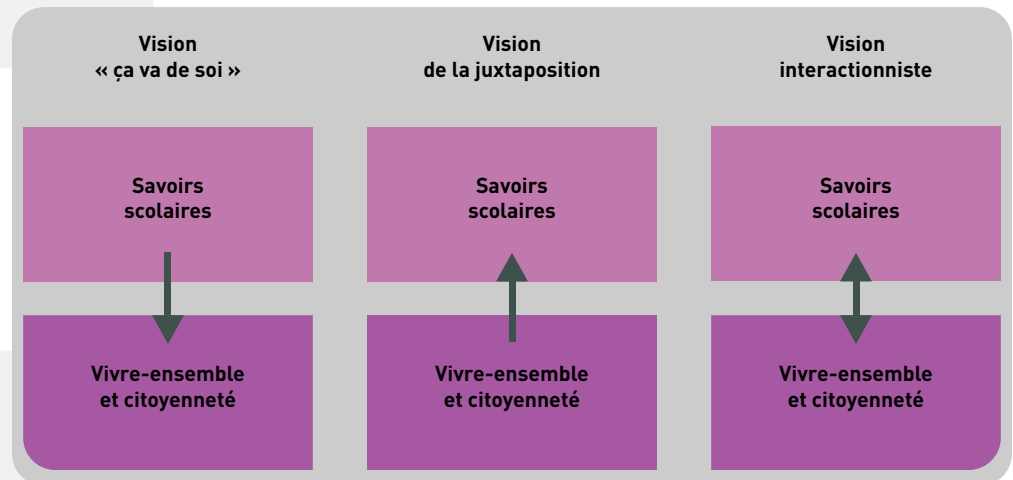 Vision
« ça va de soi »
Savoirs
scolaires
Vivre-ensemble
et citoyenneté
Vision
de la juxtaposition
Savoirs
scolaires
Vivre-ensemble
et citoyenneté
Vision
interactionniste
Savoirs
scolaires
Vivre-ensemble
et citoyenneté